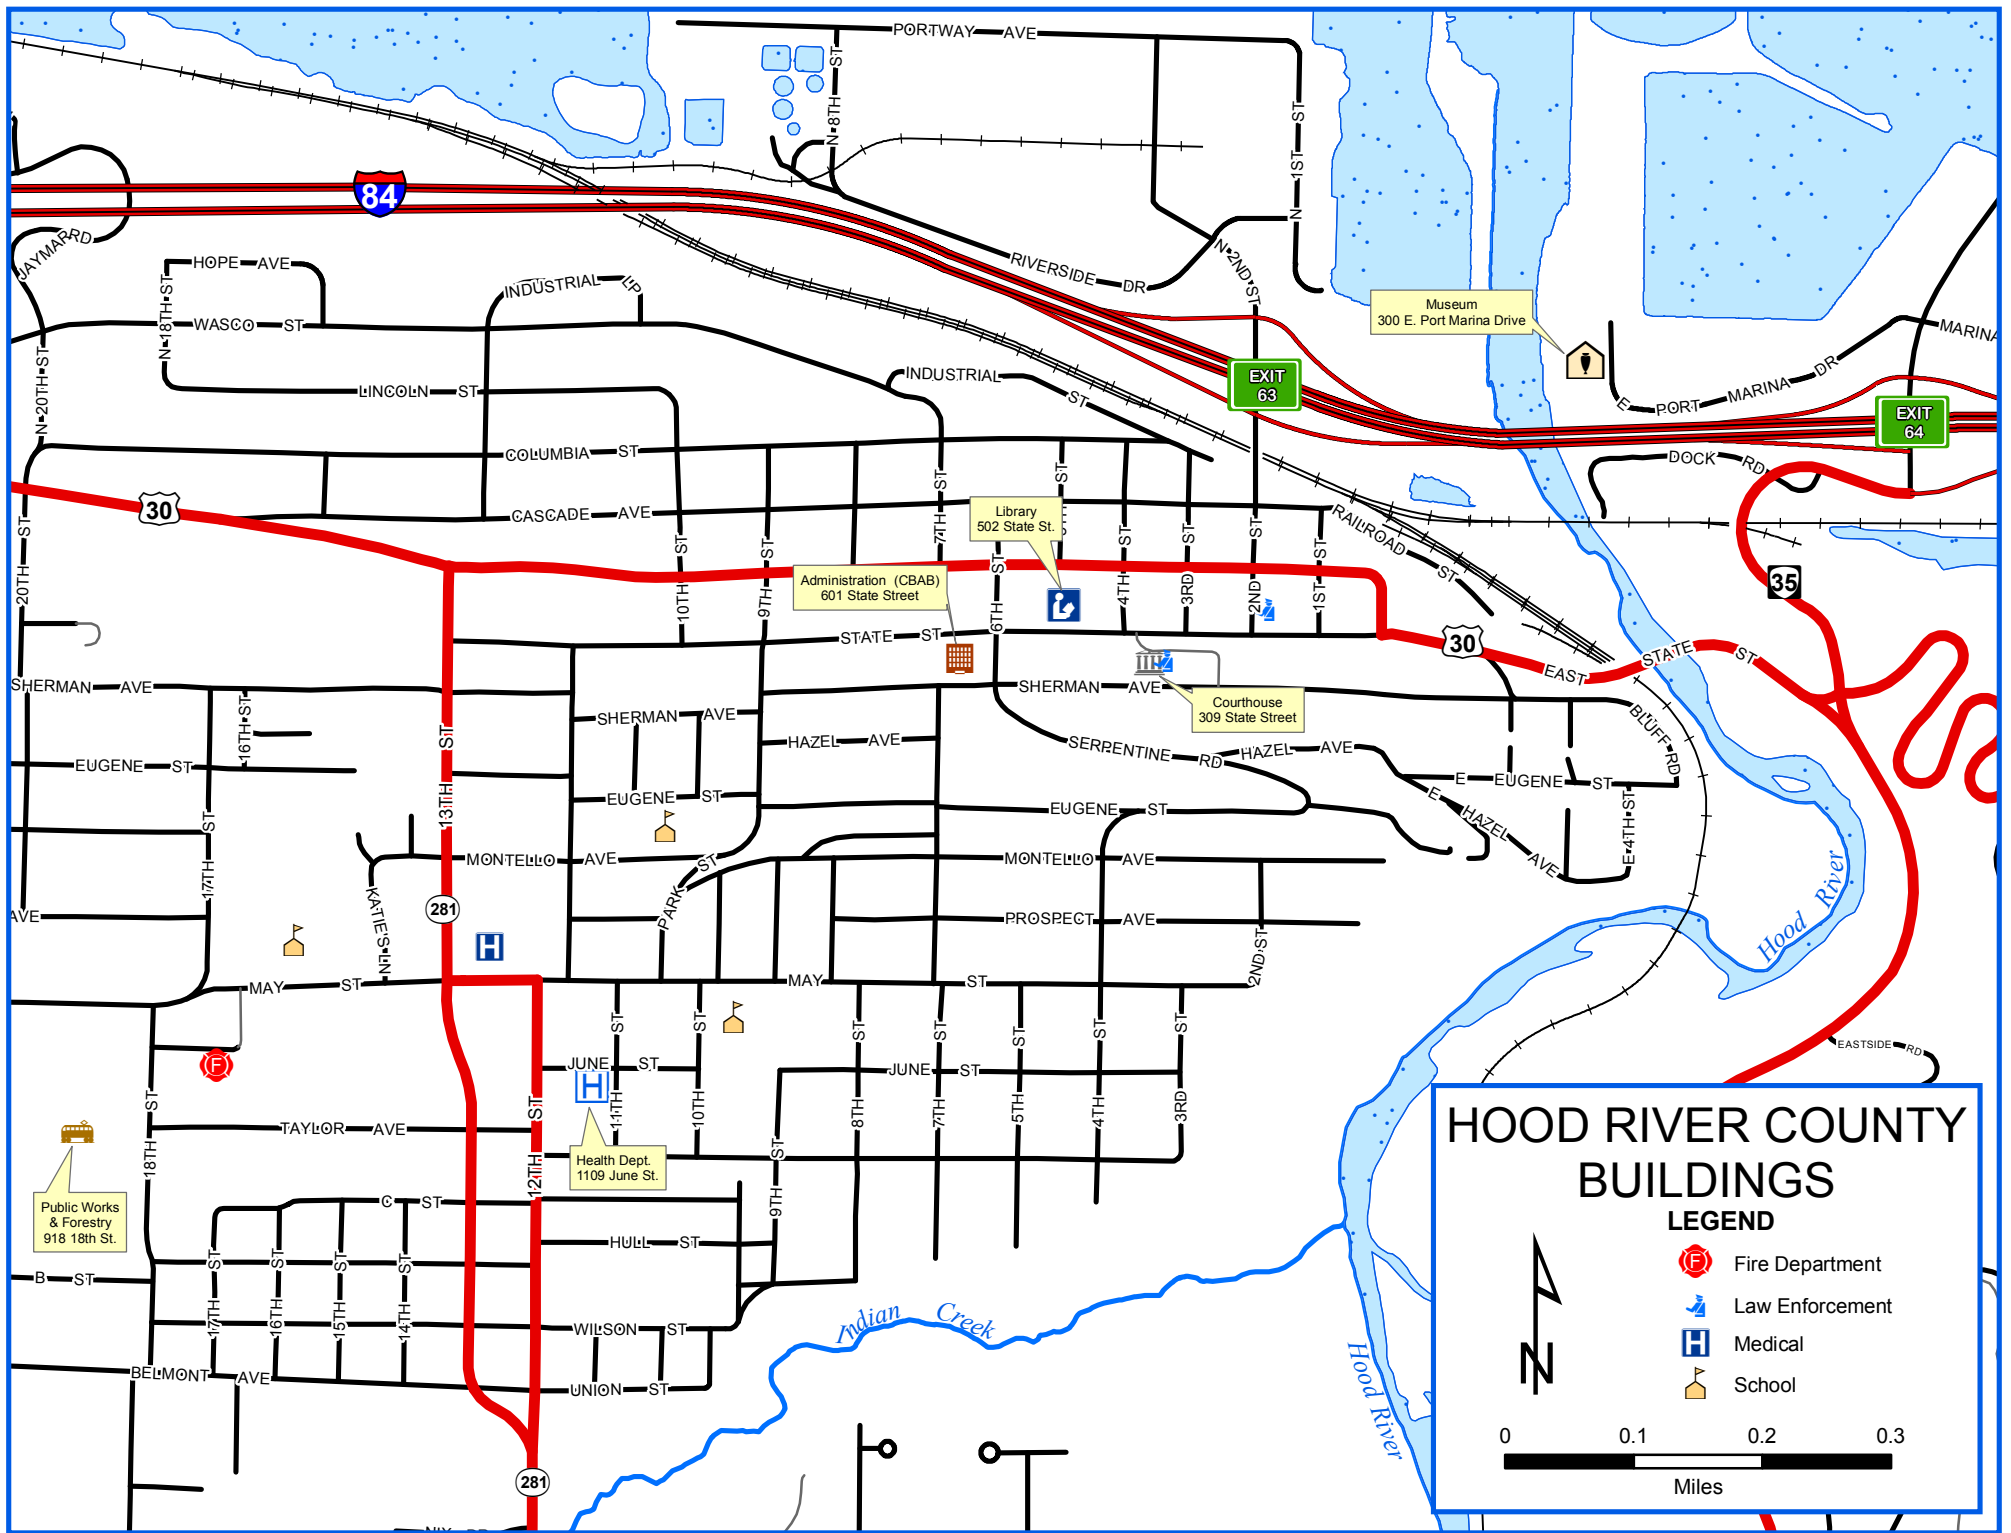 PORTWAY AVE
N 8TH ST
N 1ST ST
84
JAYMAR RD
HOPE AVE
N 18TH ST
WASCO ST
INDUSTRIAL LP
RIVERSIDE DR
N 2ND ST
Museum
300 E. Port Marina Drive
MARINA
E PORT MARINA DR
EXIT
63
EXIT
64
N 20TH ST
LINCOLN ST
INDUSTRIAL ST
COLUMBIA ST
CASCADE AVE
DOCK RD
30
20TH ST
10TH ST
9TH ST
7TH ST
ST
Library
502 State St.
6TH ST
4TH ST
3RD ST
2ND ST
1ST ST
RAILROAD ST
35
Administration (CBAB)
601 State Street
STATE ST
30
EAST STATE ST
SHERMAN AVE
SHERMAN AVE
SHERMAN AVE
Courthouse
309 State Street
16TH ST
13TH ST
HAZEL AVE
SERPENTINE RD
HAZEL AVE
BLUFF RD
EUGENE ST
EUGENE ST
EUGENE ST
E EUGENE ST
E HAZEL AVE
E 4TH ST
17TH ST
MONTELLO AVE
PARK ST
MONTELLO AVE
KATIE'S LN
281
AVE
PROSPECT AVE
2ND ST
Hood River
MAY ST
MAY ST
11TH ST
10TH ST
8TH ST
7TH ST
5TH ST
4TH ST
3RD ST
JUNE ST
JUNE ST
EASTSIDE RD
18TH ST
TAYLOR AVE
12TH ST
9TH ST
Health Dept.
1109 June St.
Public Works
& Forestry
918 18th St.
C ST
HULL ST
B ST
17TH ST
16TH ST
15TH ST
14TH ST
WILSON ST
BELMONT AVE
UNION ST
Indian Creek
Hood River
281
HOOD RIVER COUNTY
BUILDINGS
LEGEND
F Fire Department
Law Enforcement
H Medical
School
N
0 0.1 0.2 0.3
Miles